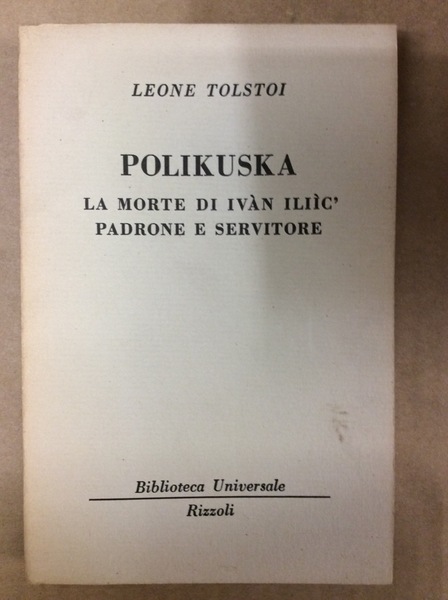 LEONE TOLSTOI
POLIKUSKA
LA MORTE DI IVÀN ILIÌC'
PADRONE E SERVITORE
Biblioteca Universale
Rizzoli